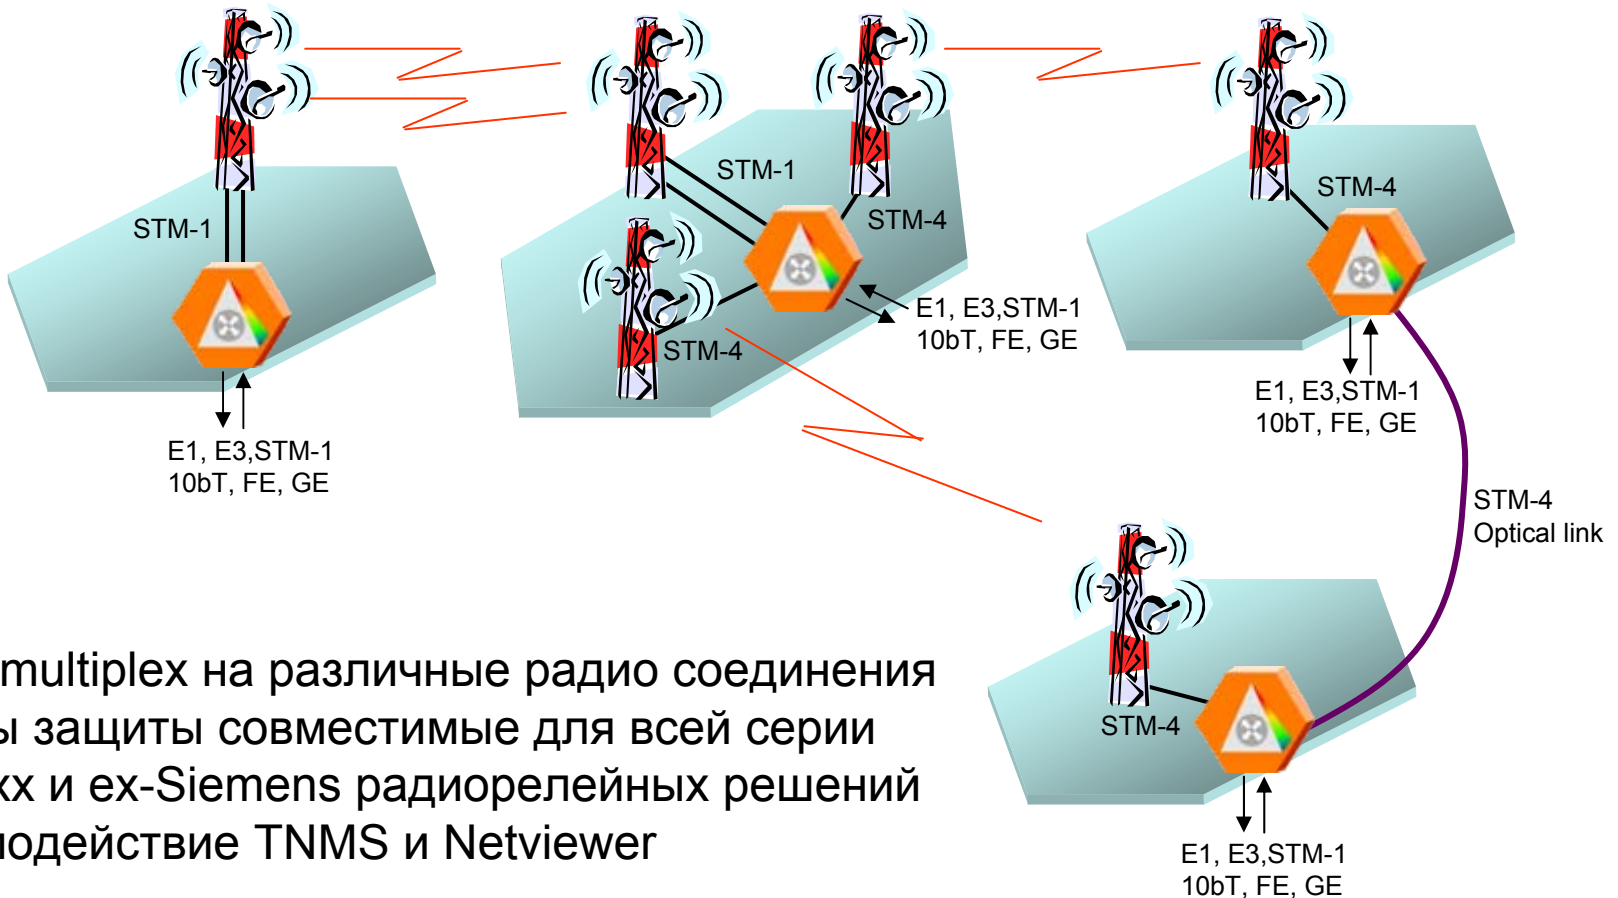 STM-1
STM-1
STM-4
STM-4
STM-4
E1, E3,STM-1
10bT, FE, GE
E1, E3,STM-1
10bT, FE, GE
E1, E3,STM-1
10bT, FE, GE
STM-4
Optical link
multiplex на различные радио соединения
ы защиты совместимые для всей серии
xx и ex-Siemens радиорелейных решений
модействие TNMS и Netviewer
STM-4
E1, E3,STM-1
10bT, FE, GE